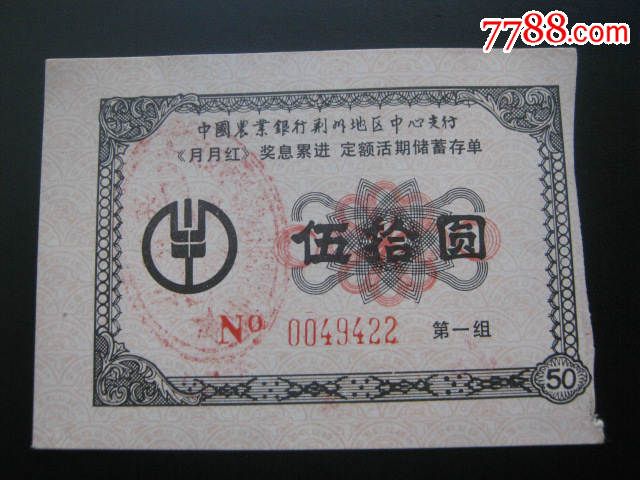 7788.com
中國农業銀行荆州地区中心支行
《月月红》奖息累进 定额活期储蓄存单
伍拾圆
No 0049422 第一组
50